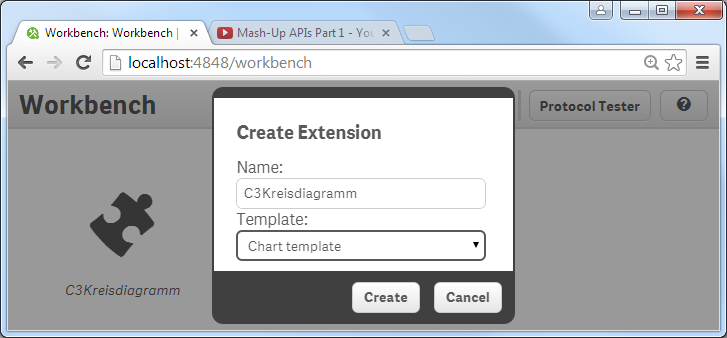 Workbench: Workbench |
Mash-Up APIs Part 1 - You
localhost:4848/workbench
Workbench
Protocol Tester
?
Create Extension
Name:
C3Kreisdiagramm
Template:
Chart template
Create
Cancel
C3Kreisdiagramm